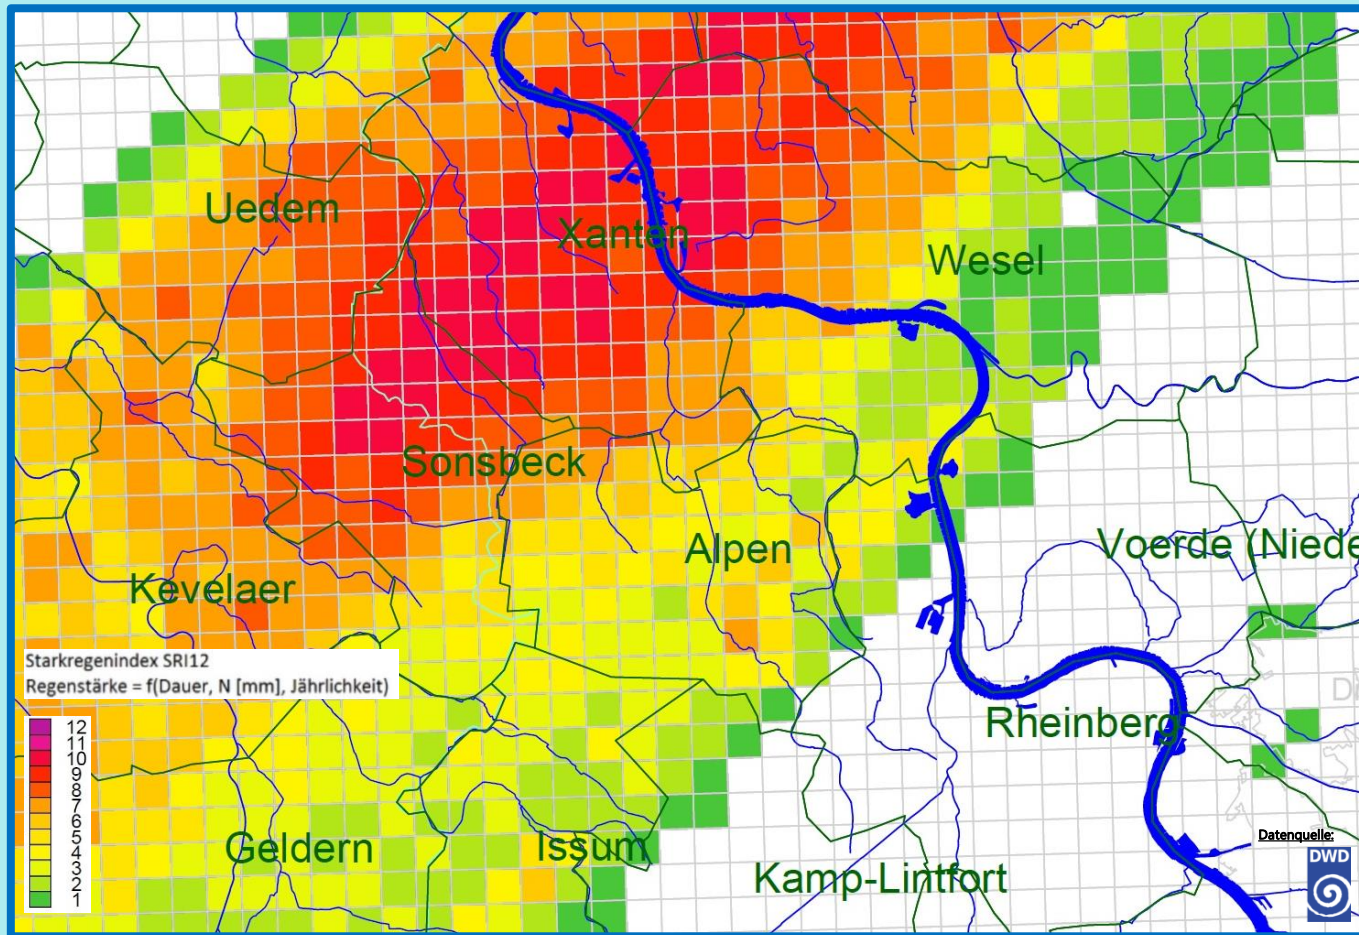 Uedem
Xanten
Wesel
Sonsbeck
Alpen
Voerde (Niede
Kevelaer
Starkregenindex SRI12
Regenstärke = f(Dauer, N [mm], Jährlichkeit)
D
Rheinberg
12
11
10
9
8
7
6
5
4
3
2
1
Geldern
Issum
Kamp-Lintfort
Datenquelle:
DWD